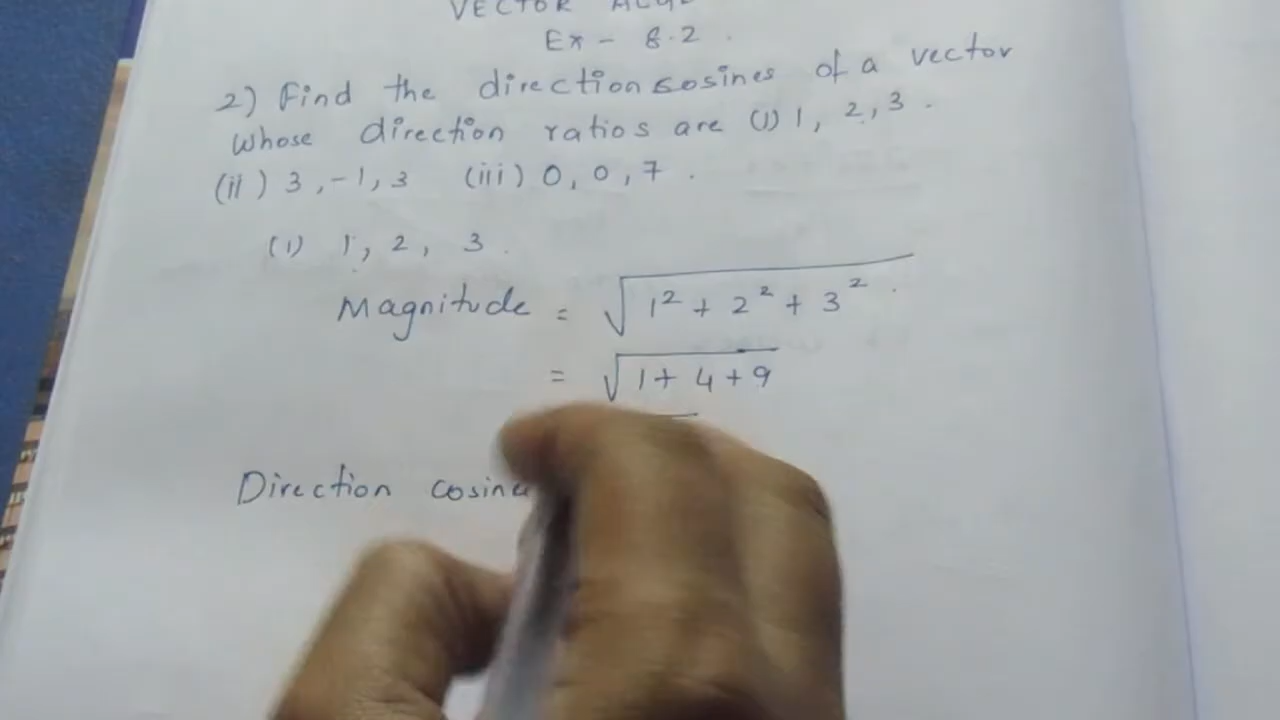 VECTOR
Ex - 8.2.
2) Find the direction cosines of a vector
whose direction ratios are (i) 1, 2, 3.
(ii) 3, -1, 3 (iii) 0, 0, 7.
(i) 1, 2, 3.
Magnitude = √1² + 2² + 3².
= √1 + 4 + 9
Direction